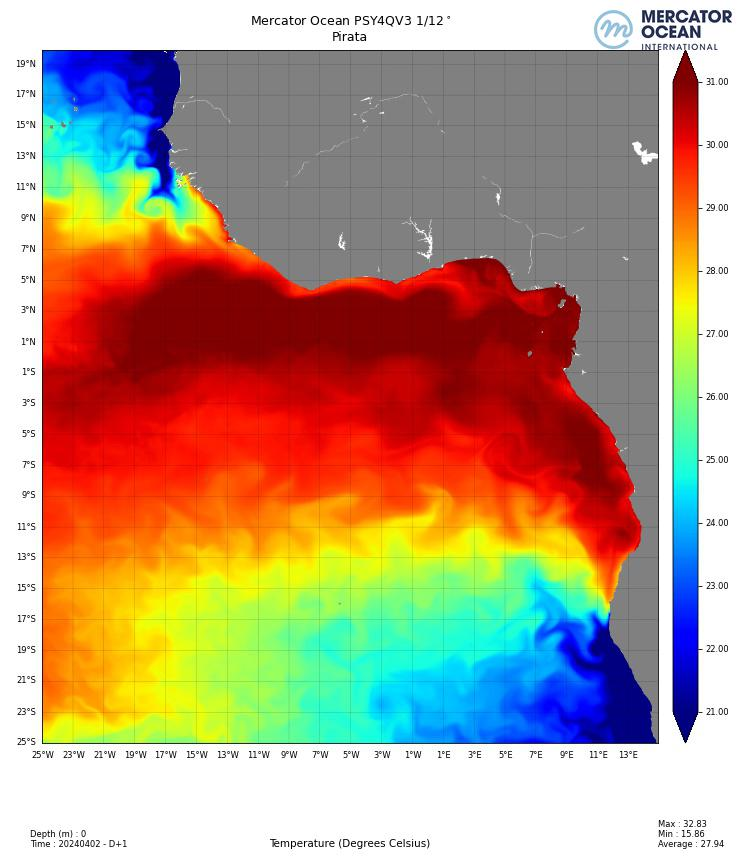 Mercator Ocean PSY4QV3 1/12°
Pirata
MERCATOR
OCEAN
INTERNATIONAL
19°N
17°N
15°N
13°N
11°N
9°N
7°N
5°N
3°N
1°N
1°S
3°S
5°S
7°S
9°S
11°S
13°S
15°S
17°S
19°S
21°S
23°S
25°S
25°W 23°W 21°W 19°W 17°W 15°W 13°W 11°W 9°W 7°W 5°W 3°W 1°W 1°E 3°E 5°E 7°E 9°E 11°E 13°E
31.00
30.00
29.00
28.00
27.00
26.00
25.00
24.00
23.00
22.00
21.00
Depth (m) : 0
Time : 20240402 - D+1
Temperature (Degrees Celsius)
Max : 32.83
Min : 15.86
Average : 27.94